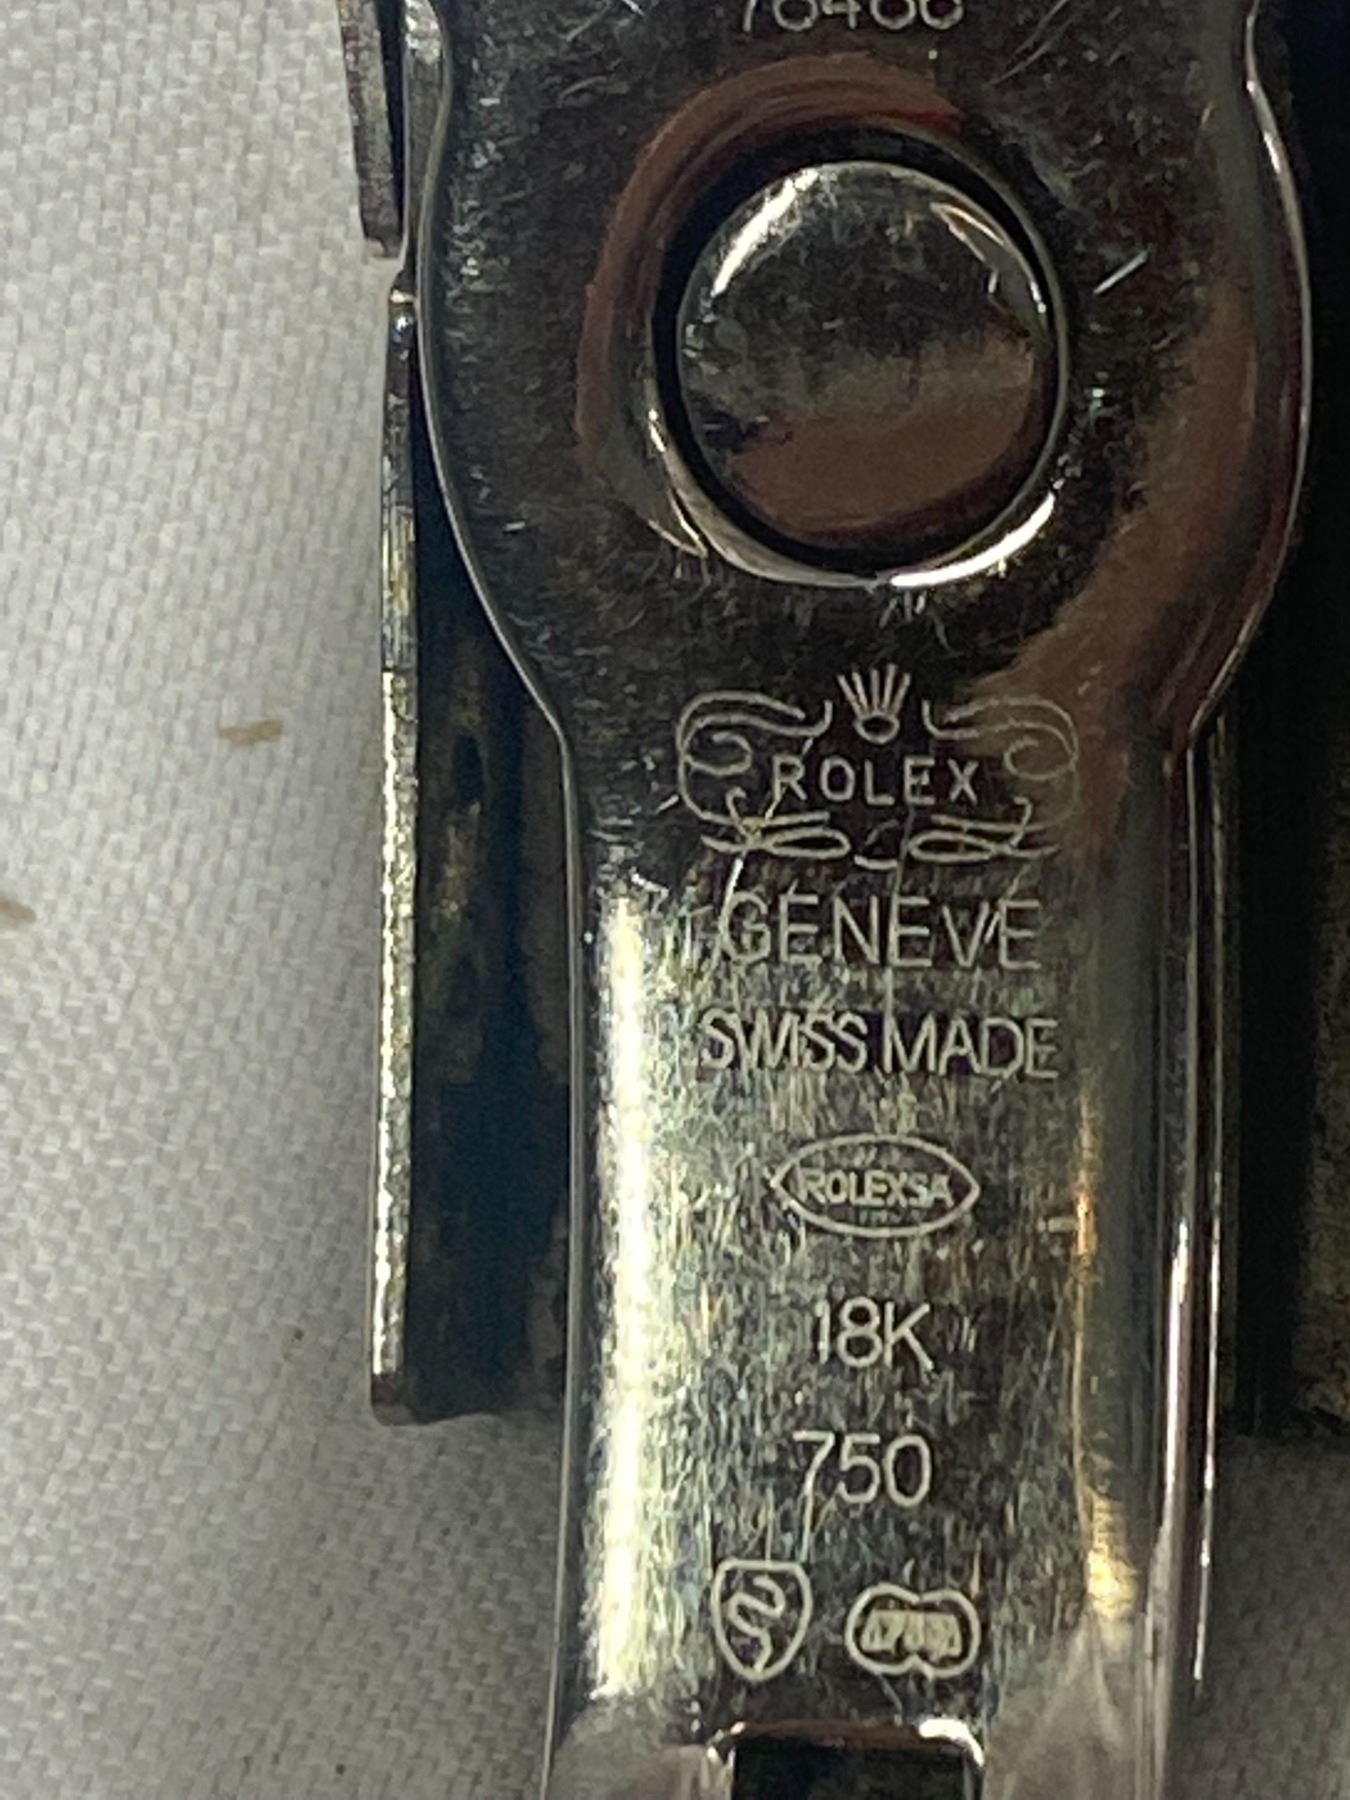 ROLEX
GENEVE
SWISS MADE
ROLEXSA
18K
750